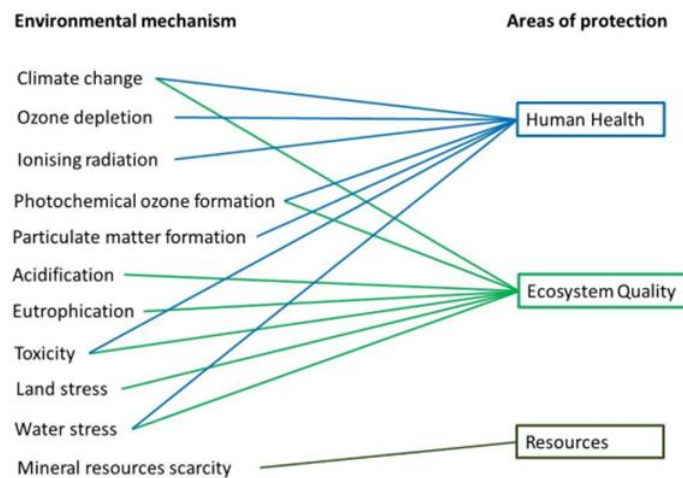 Environmental mechanism
Areas of protection
Climate change
Ozone depletion
Human Health
Ionising radiation
Photochemical ozone formation
Particulate matter formation
Acidification
Ecosystem Quality
Eutrophication
Toxicity
Land stress
Water stress
Resources
Mineral resources scarcity